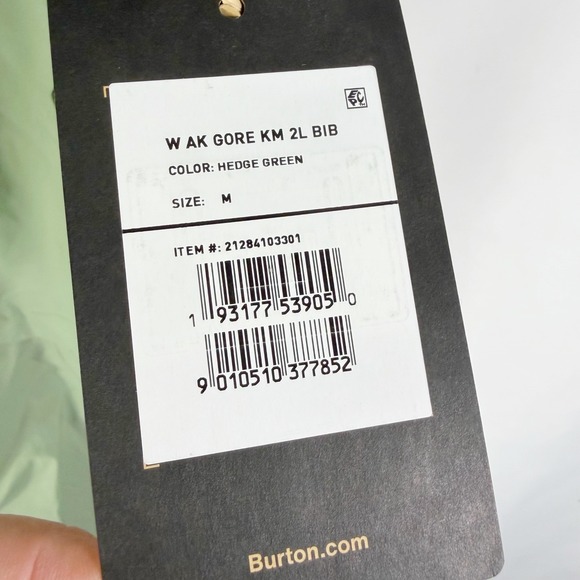 W AK GORE KM 2L BIB
COLOR: HEDGE GREEN
SIZE: M
ITEM #: 21284103301
1 93177 53905 0
9 010510 377852
Burton.com